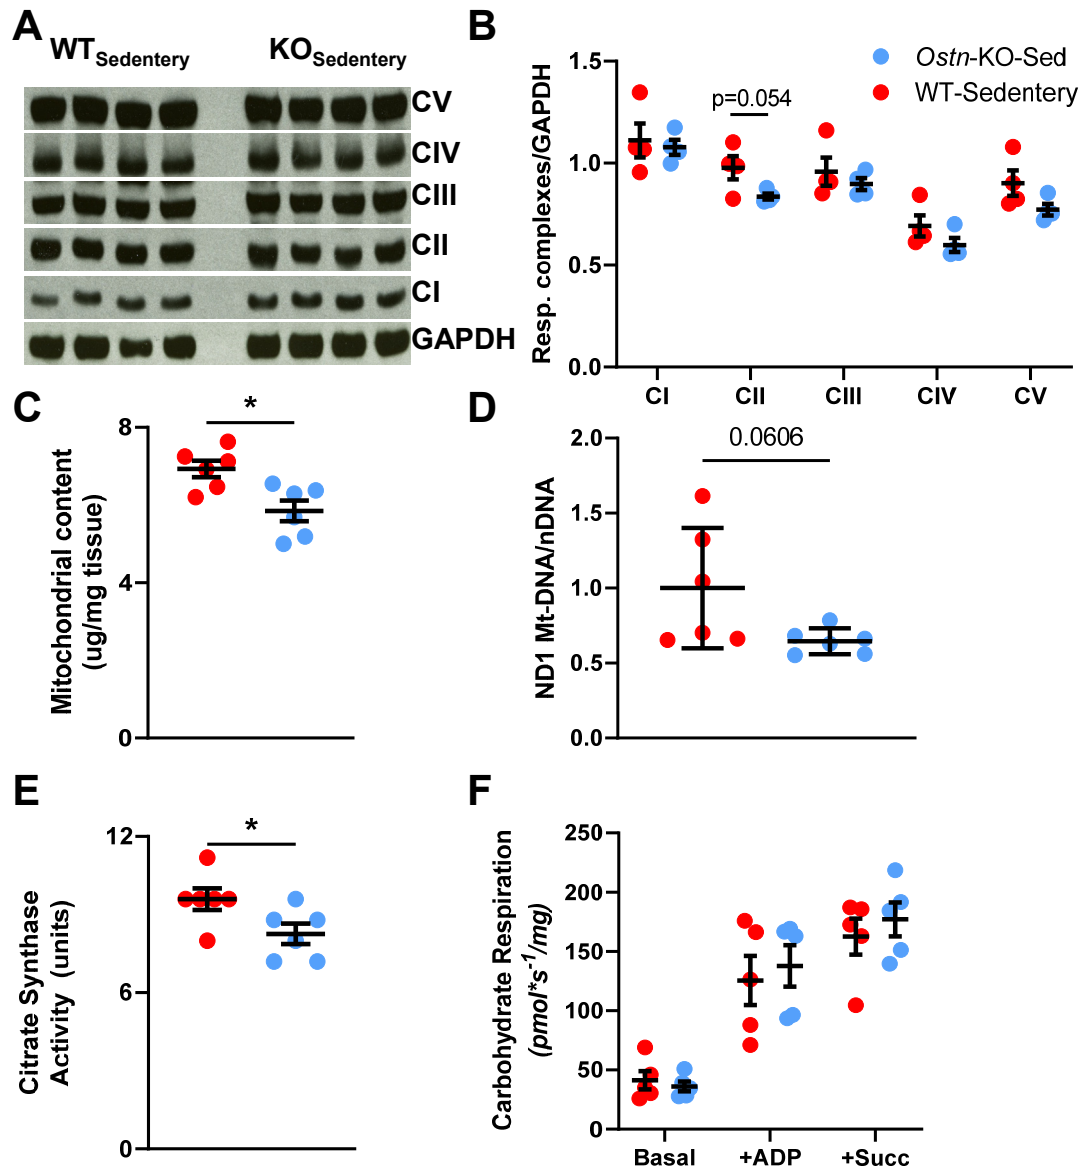 A
WTSedentery
KOSedentery
CV
CIV
CIII
CII
CI
GAPDH
B
Resp. complexes/GAPDH
1.5
1.0
0.5
0.0
p=0.054
Ostn-KO-Sed
WT-Sedentery
CI
CII
CIII
CIV
CV
C
Mitochondrial content
(ug/mg tissue)
8
4
0
*
D
ND1 Mt-DNA/nDNA
2.0
1.5
1.0
0.5
0.0
0.0606
E
Citrate Synthase
Activity (units)
12
6
0
*
F
Carbohydrate Respiration
(pmol*s-1/mg)
250
200
150
100
50
0
Basal
+ADP
+Succ